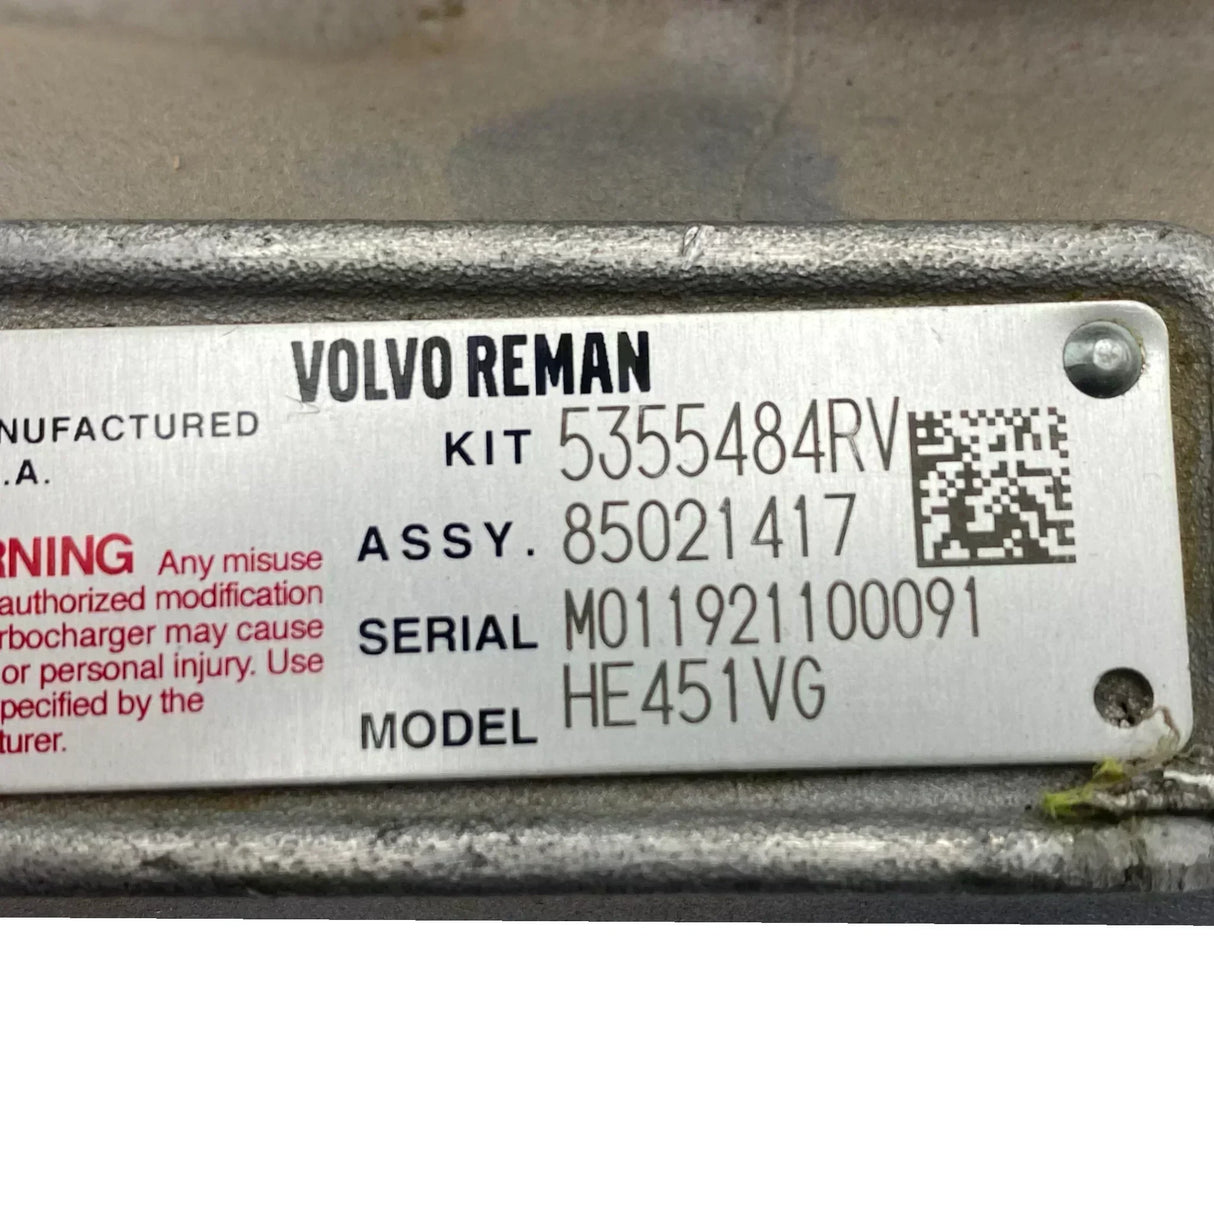 VOLVO REMAN
NUFACTURED
.A.
KIT 5355484RV
ASSY. 85021417
SERIAL M011921100091
MODEL HE451VG
RNING Any misuse
authorized modification
rbocharger may cause
or personal injury. Use
pecified by the
turer.